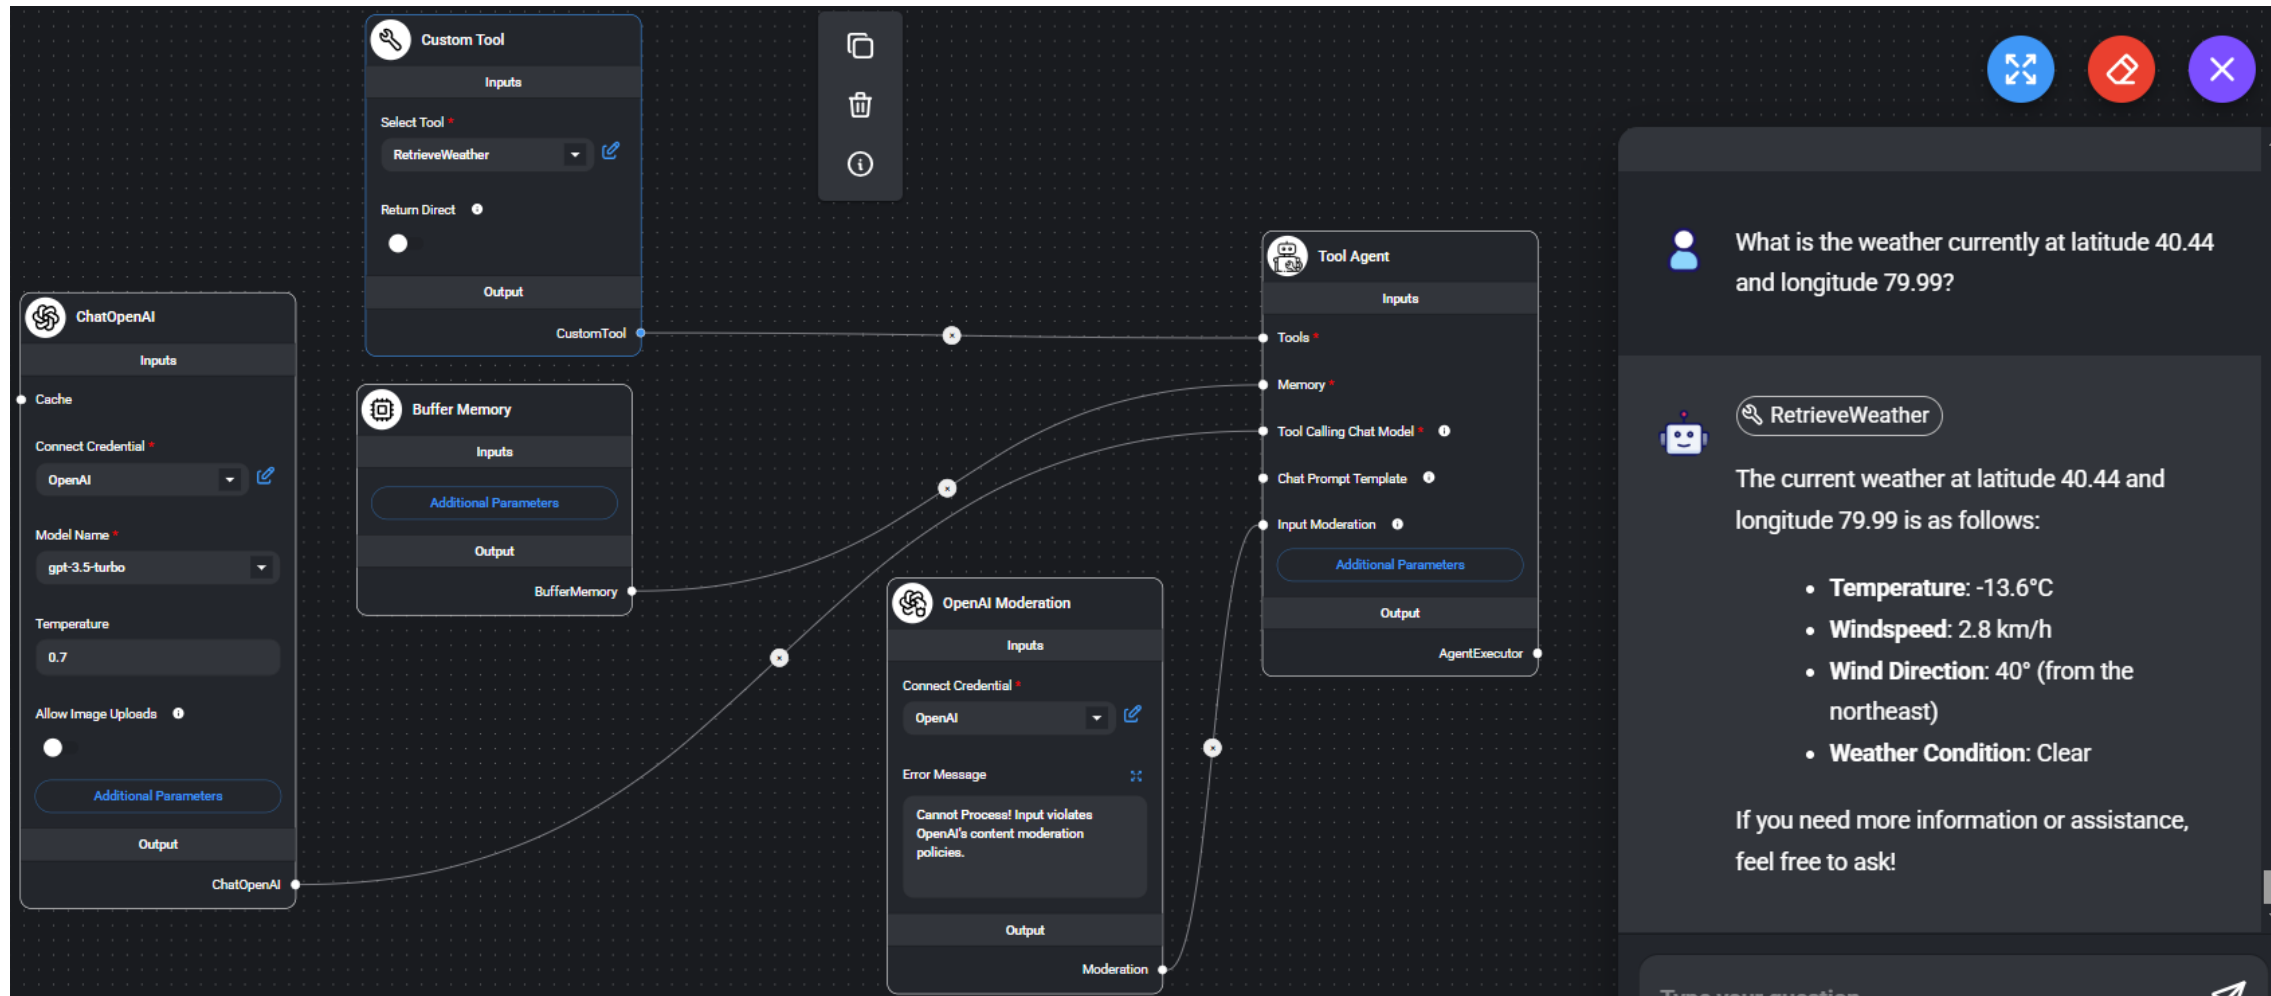 Custom Tool
Inputs
Select Tool *
RetrieveWeather
Return Direct
Output
CustomTool
ChatOpenAI
Inputs
Cache
Connect Credential *
OpenAI
Model Name *
gpt-3.5-turbo
Temperature
0.7
Allow Image Uploads
Additional Parameters
Output
ChatOpenAI
Buffer Memory
Inputs
Additional Parameters
Output
BufferMemory
OpenAI Moderation
Inputs
Connect Credential *
OpenAI
Error Message
Cannot Process! Input violates
OpenAI's content moderation
policies.
Output
Moderation
Tool Agent
Inputs
Tools *
Memory *
Tool Calling Chat Model *
Chat Prompt Template
Input Moderation
Additional Parameters
Output
AgentExecutor
What is the weather currently at latitude 40.44
and longitude 79.99?
RetrieveWeather
The current weather at latitude 40.44 and
longitude 79.99 is as follows:
• Temperature: -13.6°C
• Windspeed: 2.8 km/h
• Wind Direction: 40° (from the
northeast)
• Weather Condition: Clear
If you need more information or assistance,
feel free to ask!
Type your question